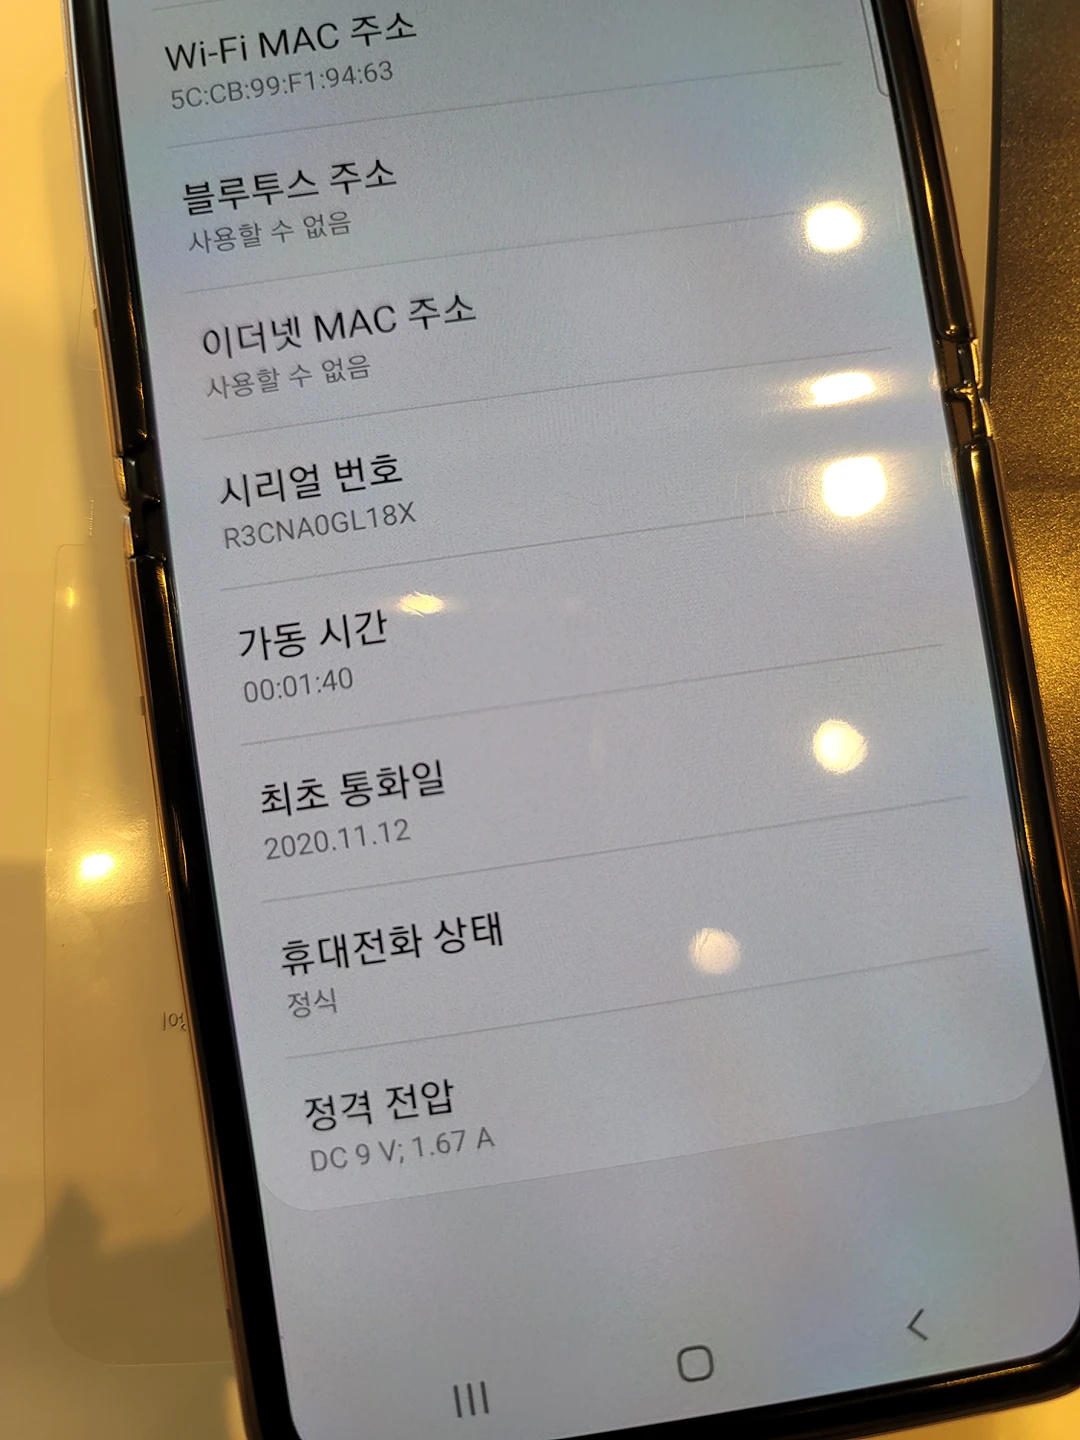 Wi-Fi MAC 주소
5C:CB:99:F1:94:63
블루투스 주소
사용할 수 없음
이더넷 MAC 주소
사용할 수 없음
시리얼 번호
R3CNA0GL18X
가동 시간
00:01:40
최초 통화일
2020.11.12
휴대전화 상태
정식
정격 전압
DC 9 V; 1.67 A